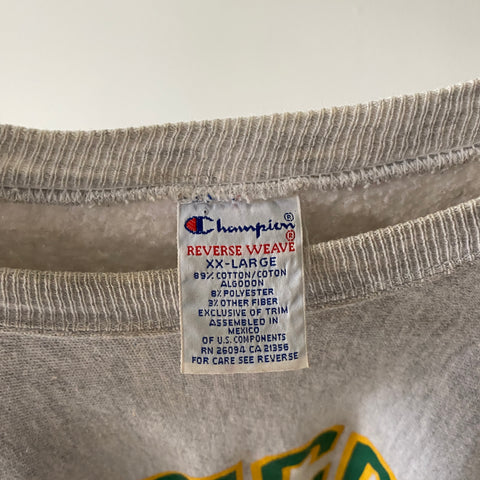 Champion®
REVERSE WEAVE®
XX-LARGE
89% COTTON/COTON
ALGODON
8% POLYESTER
3% OTHER FIBER
EXCLUSIVE OF TRIM
ASSEMBLED IN
MEXICO
OF U.S. COMPONENTS
RN 26094 CA 21356
FOR CARE SEE REVERSE